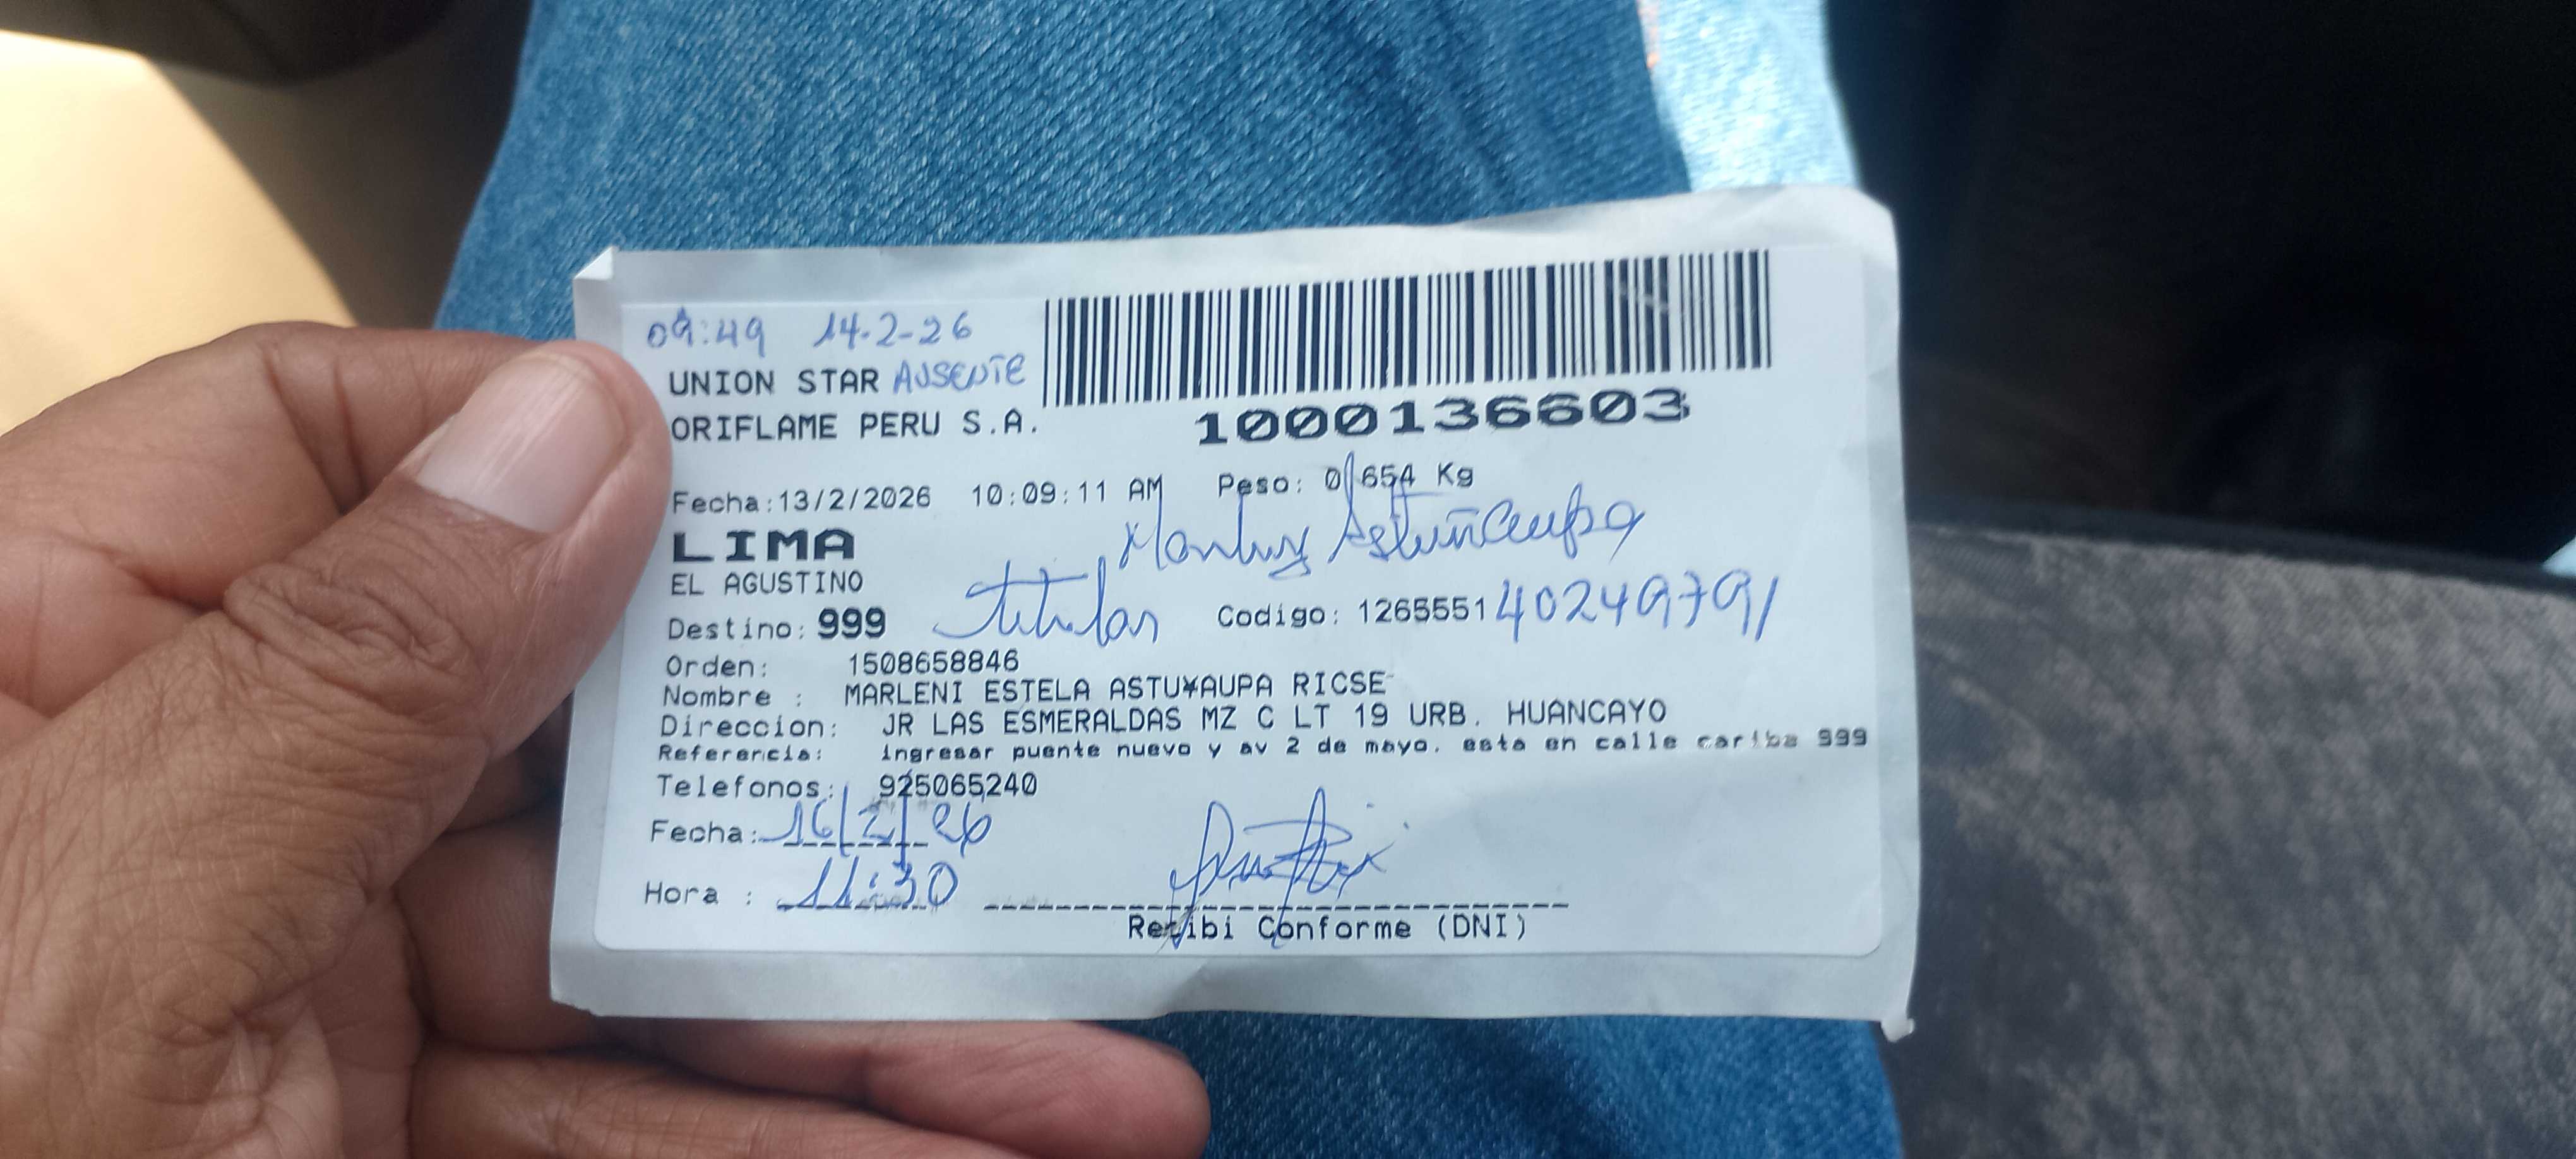 09:49 14-2-26
UNION STAR AUSENTE
ORIFLAME PERU S.A.
1000136603
Fecha:13/2/2026 10:09:11 AM Peso: 0,654 Kg
LIMA
EL AGUSTINO
Astuñaupa
Destino: 999 titular Codigo: 1265551 40249791
Orden: 1508658846
Nombre : MARLENI ESTELA ASTU¥AUPA RICSE
Direccion: JR LAS ESMERALDAS MZ C LT 19 URB. HUANCAYO
Referencia: ingresar puente nuevo y av 2 de mayo. esta en calle cariba 999
Telefonos: 925065240
Fecha: 16/2/26
Hora : 11:30
Recibi Conforme (DNI)